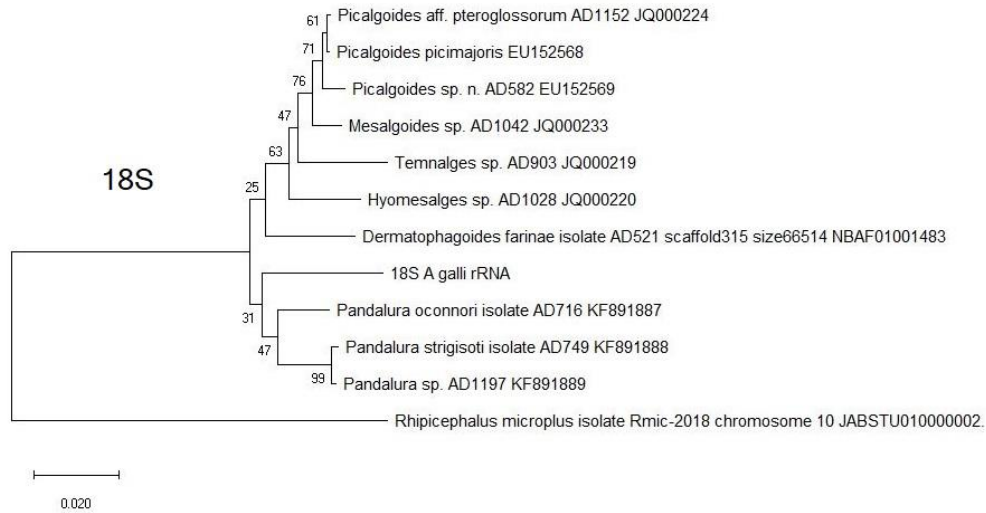 61
Picalgoides aff. pteroglossorum AD1152 JQ000224
71
Picalgoides picimajoris EU152568
76
Picalgoides sp. n. AD582 EU152569
47
Mesalgoides sp. AD1042 JQ000233
63
Temnalges sp. AD903 JQ000219
18S
25
Hyomesalges sp. AD1028 JQ000220
Dermatophagoides farinae isolate AD521 scaffold315 size66514 NBAF01001483
18S A galli rRNA
31
Pandalura oconnori isolate AD716 KF891887
47
Pandalura strigisoti isolate AD749 KF891888
99
Pandalura sp. AD1197 KF891889
Rhipicephalus microplus isolate Rmic-2018 chromosome 10 JABSTU010000002.
0.020